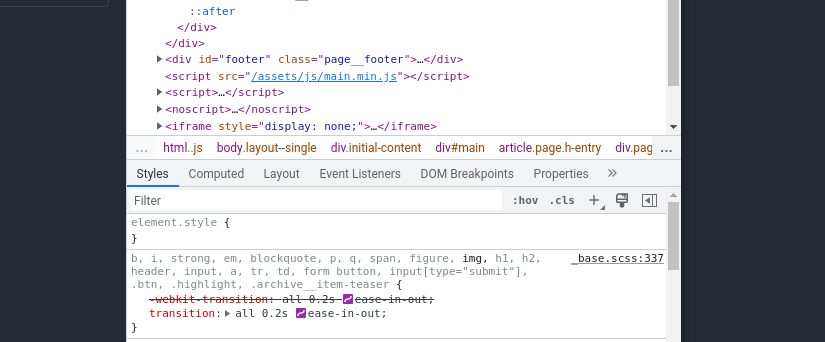 ::after
</div>
</div>
<div id="footer" class="page__footer">…</div>
<script src="/assets/js/main.min.js"></script>
<script>…</script>
<noscript>…</noscript>
<iframe style="display: none;">…</iframe>
... html.js body.layout--single div.initial-content div#main article.page.h-entry div.pag ...
Styles Computed Layout Event Listeners DOM Breakpoints Properties »
Filter :hov .cls +
element.style {
}
b, i, strong, em, blockquote, p, q, span, figure, img, h1, h2, _base.scss:337
header, input, a, tr, td, form button, input[type="submit"],
.btn, .highlight, .archive__item-teaser {
-webkit-transition: all 0.2s ease-in-out;
transition: all 0.2s ease-in-out;
}